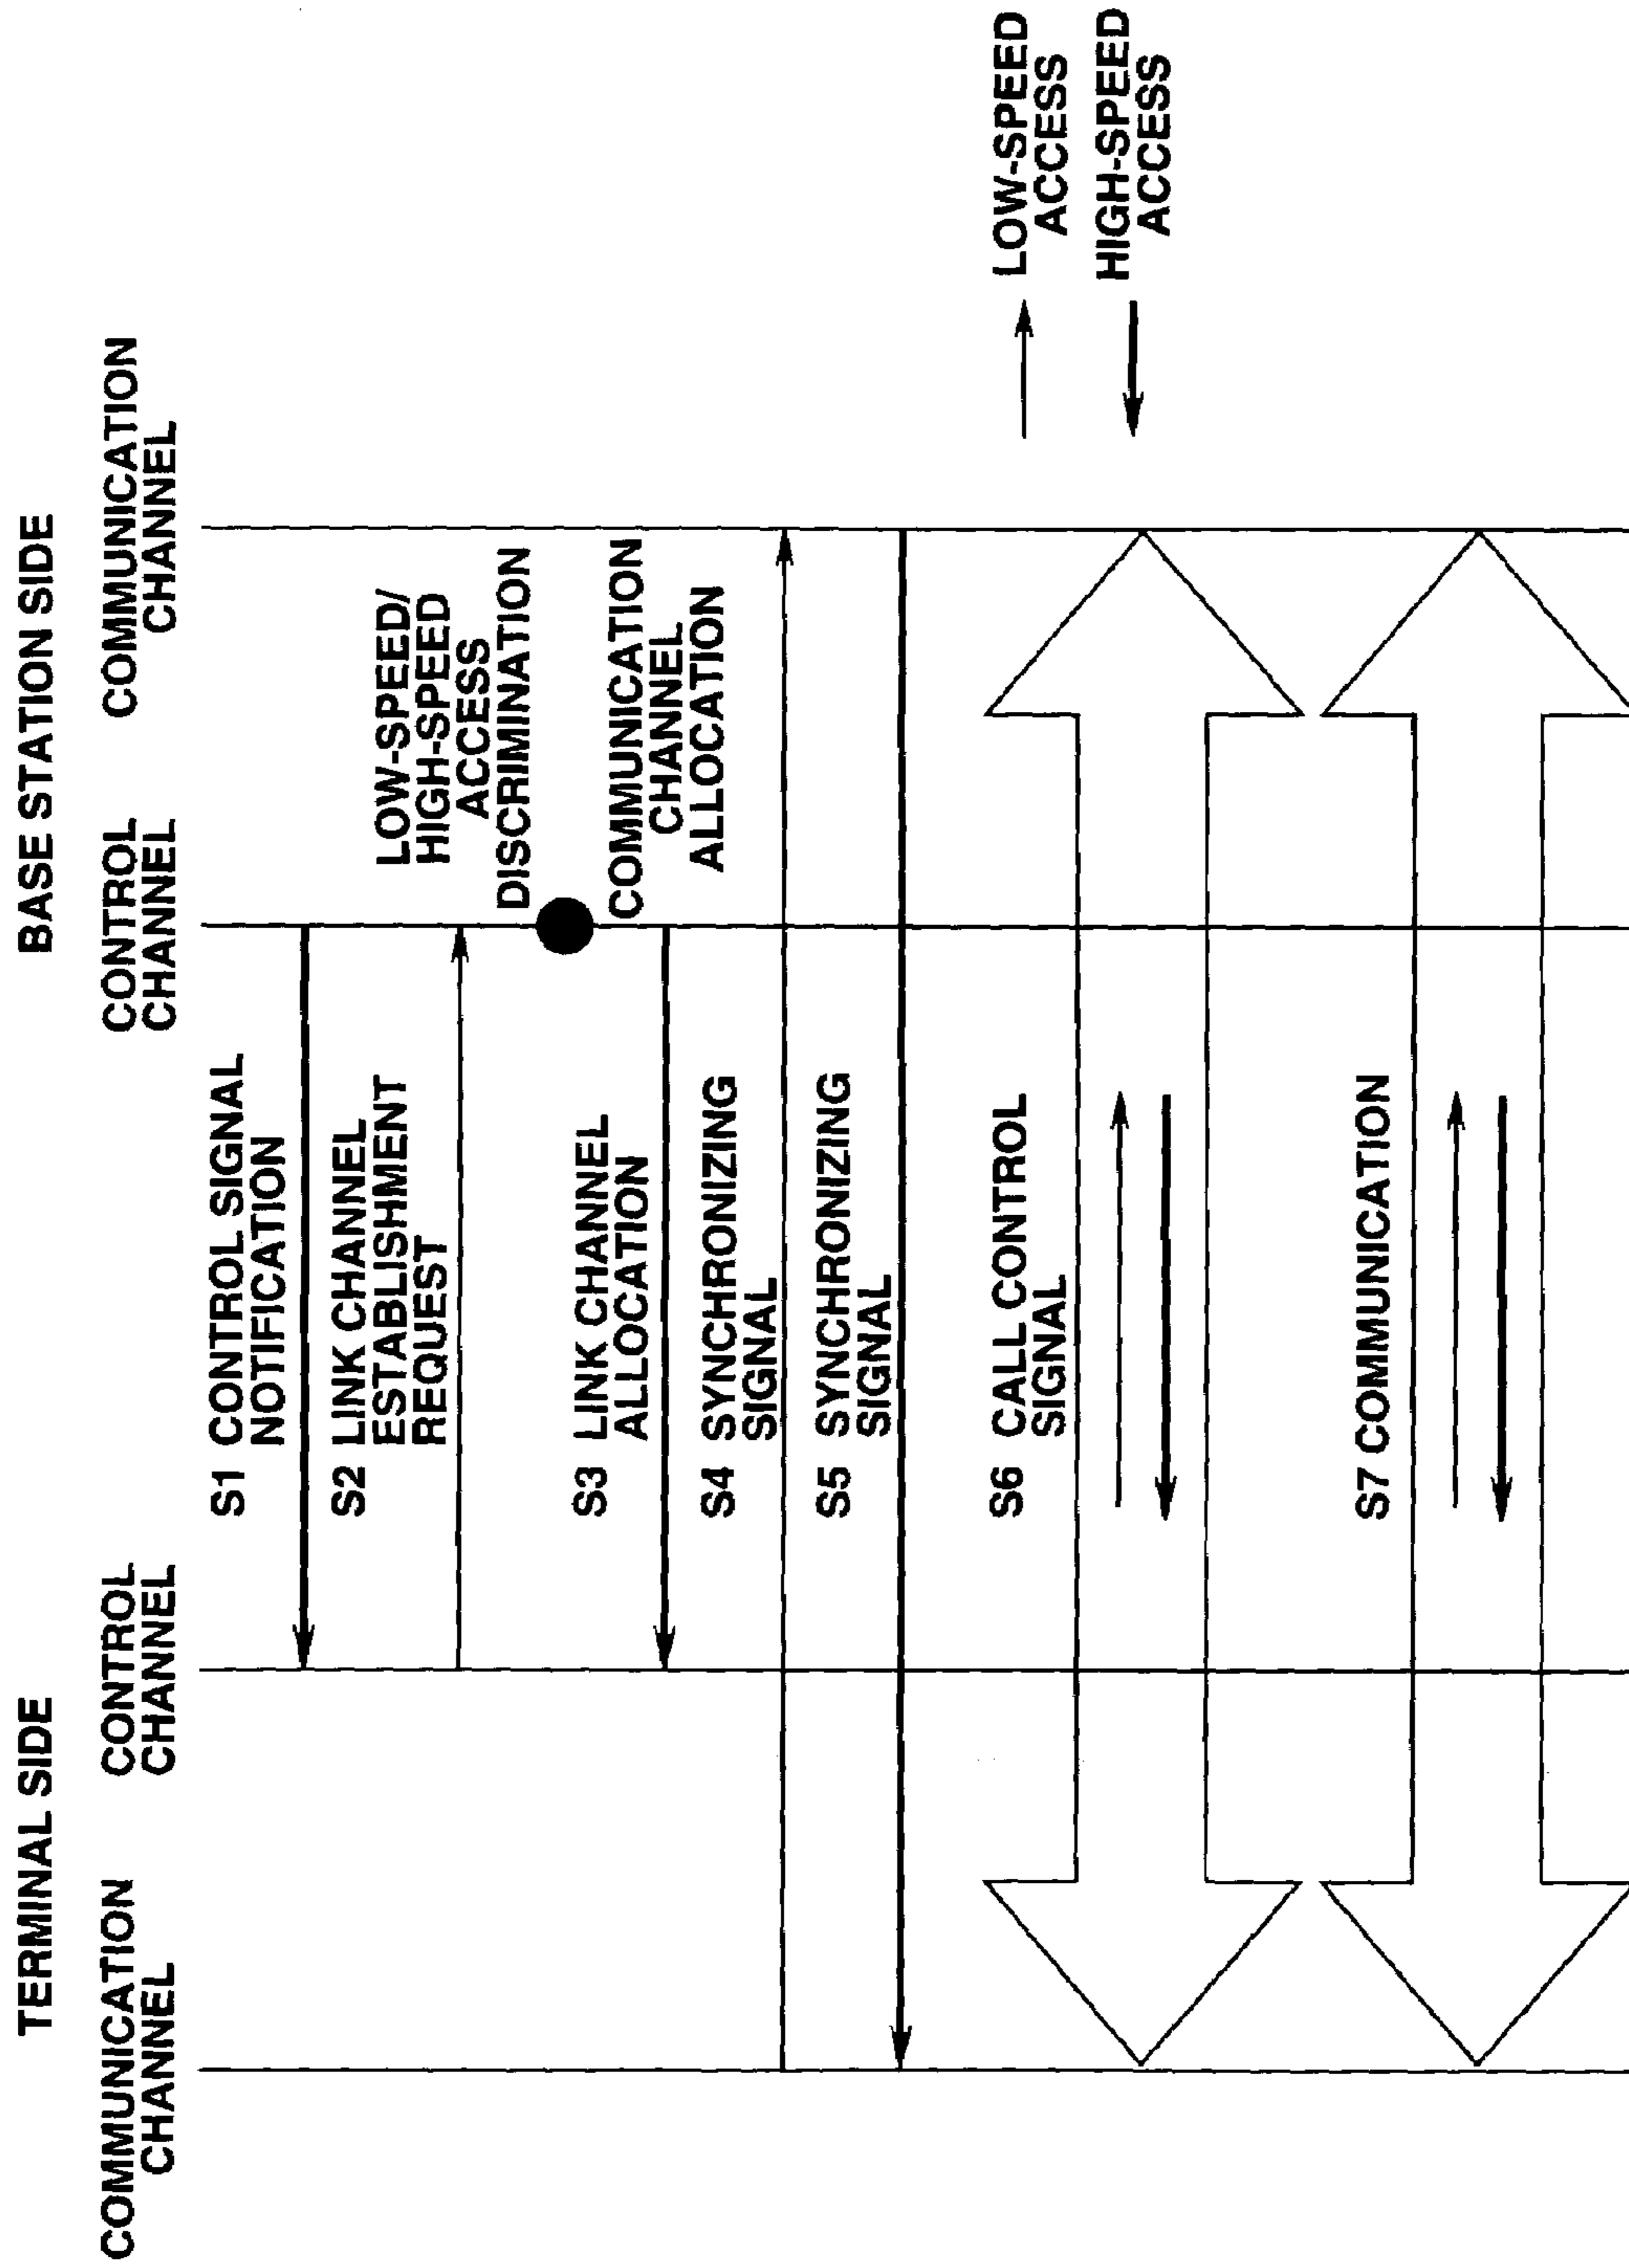 TERMINAL SIDE
BASE STATION SIDE
COMMUNICATION
CHANNEL
CONTROL
CHANNEL
CONTROL
CHANNEL
COMMUNICATION
CHANNEL
S1 CONTROL SIGNAL
NOTIFICATION
S2 LINK CHANNEL
ESTABLISHMENT
REQUEST
LOW-SPEED/
HIGH-SPEED
ACCESS
DISCRIMINATION
S3 LINK CHANNEL
ALLOCATION
COMMUNICATION
CHANNEL
ALLOCATION
S4 SYNCHRONIZING
SIGNAL
S5 SYNCHRONIZING
SIGNAL
S6 CALL CONTROL
SIGNAL
LOW-SPEED
ACCESS
HIGH-SPEED
ACCESS
S7 COMMUNICATION